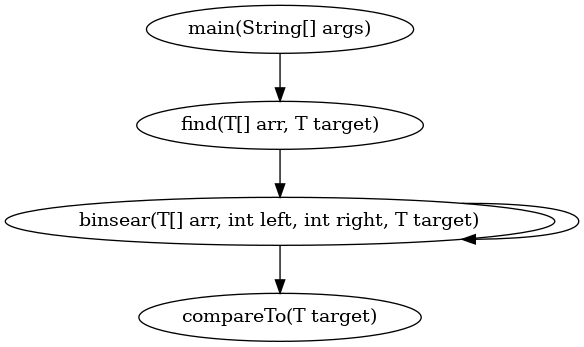 main(String[] args)
find(T[] arr, T target)
binsear(T[] arr, int left, int right, T target)
compareTo(T target)